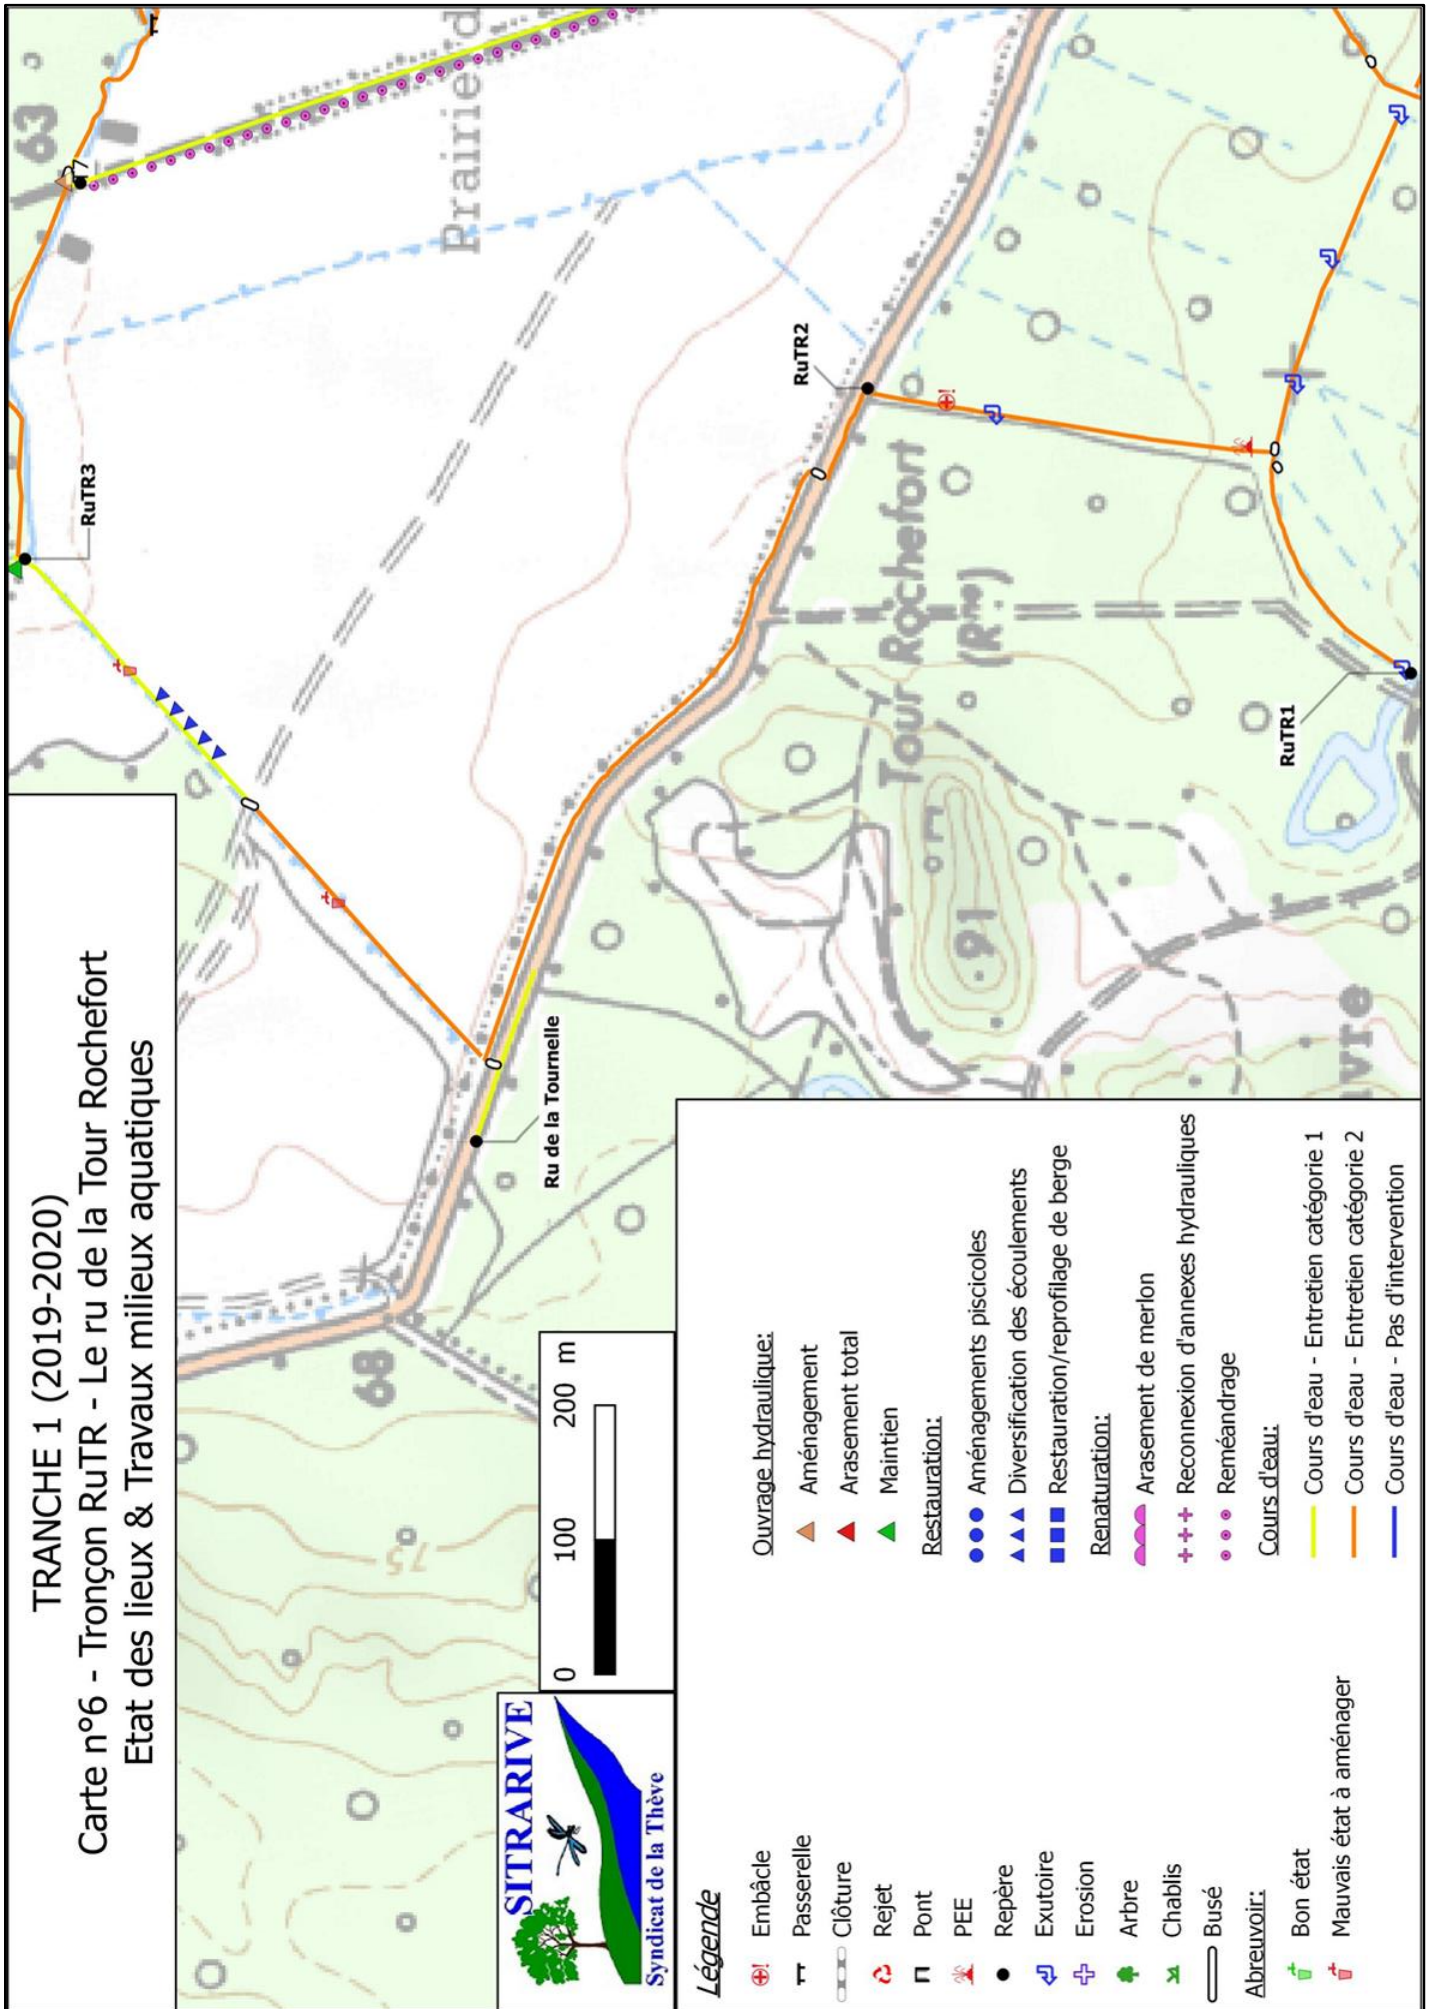 TRANCHE 1 (2019-2020)
Carte n°6 - Tronçon RuTR - Le ru de la Tour Rochefort
Etat des lieux & Travaux milieux aquatiques
63
Prairie d
RuTR3
RuTR2
RuTR1
Ru de la Tournelle
Tour Rochefort
(Rne)
91
68
75
vre
0 100 200 m
SITRARIVE
Syndicat de la Thève
Légende
Embâcle
Passerelle
Clôture
Rejet
Pont
PEE
Repère
Exutoire
Erosion
Arbre
Chablis
Busé
Abreuvoir:
Bon état
Mauvais état à aménager
Ouvrage hydraulique:
Aménagement
Arasement total
Maintien
Restauration:
Aménagements piscicoles
Diversification des écoulements
Restauration/reprofilage de berge
Renaturation:
Arasement de merlon
Reconnexion d'annexes hydrauliques
Reméandrage
Cours d'eau:
Cours d'eau - Entretien catégorie 1
Cours d'eau - Entretien catégorie 2
Cours d'eau - Pas d'intervention